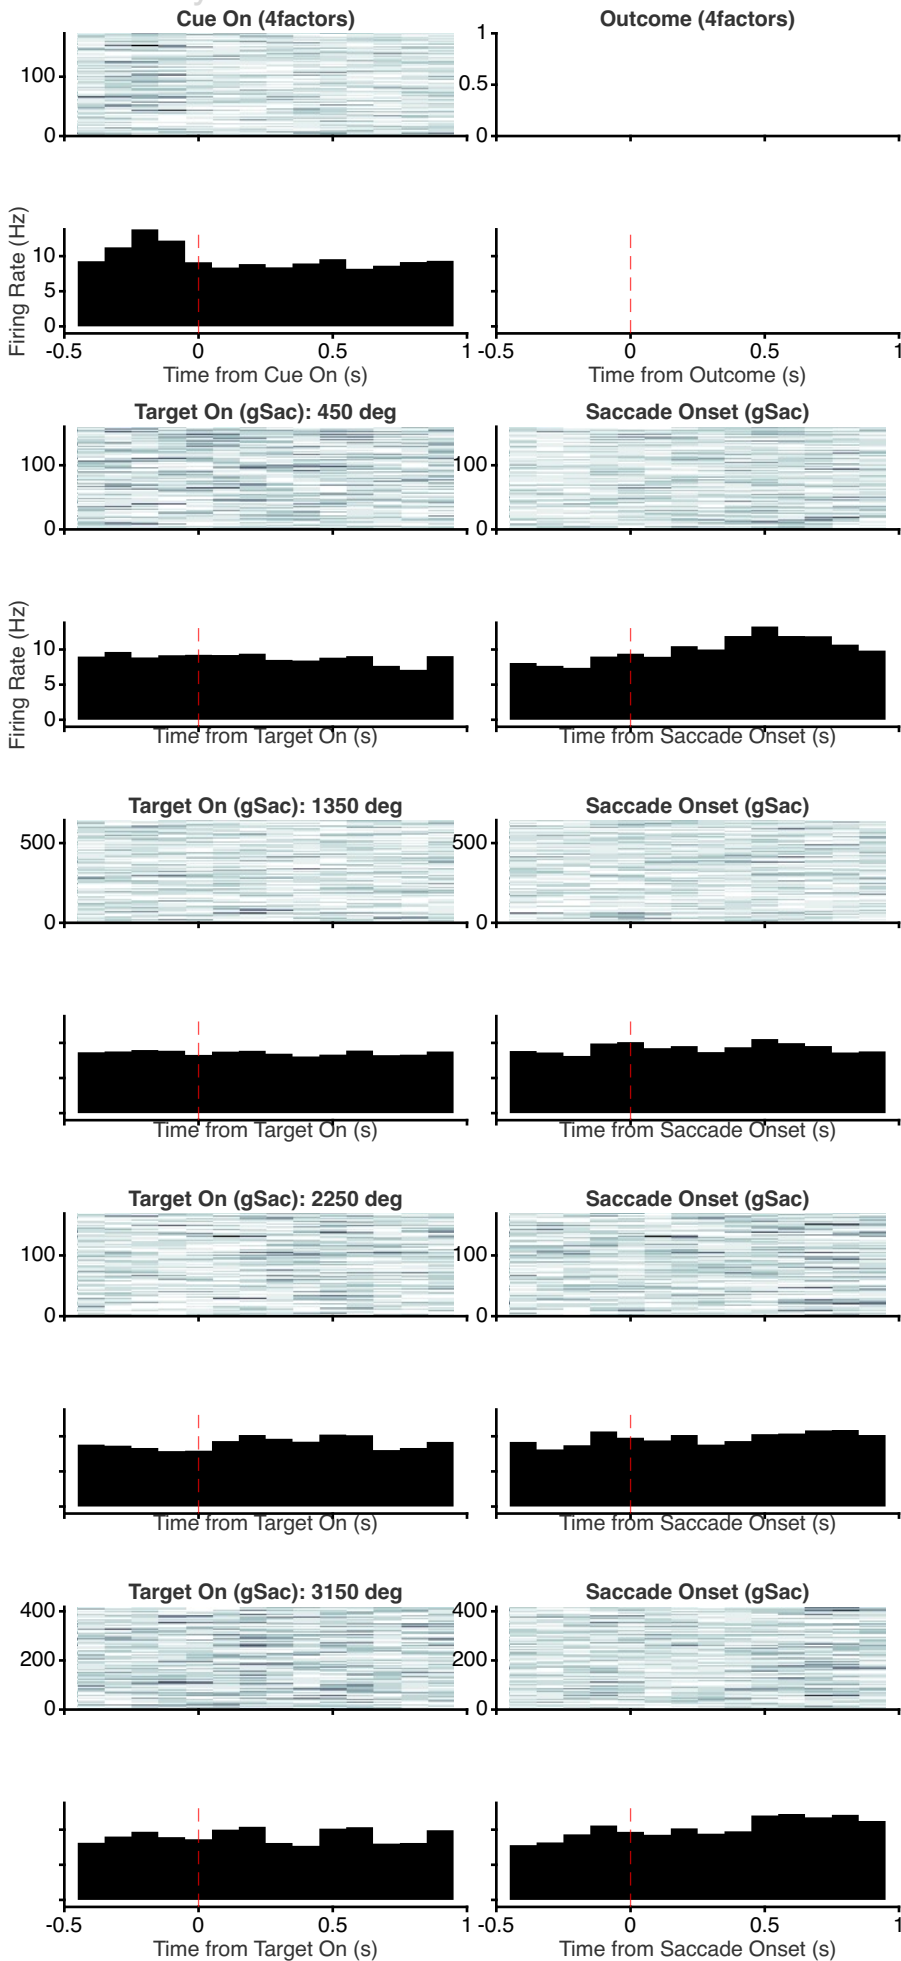 Cue On (4factors) Outcome (4factors)
100
0
1
0.5
0
Firing Rate (Hz)
10
5
0
-0.5 0 0.5 1
-0.5 0 0.5 1
Time from Cue On (s) Time from Outcome (s)
Target On (gSac): 450 deg Saccade Onset (gSac)
100
0
100
0
Firing Rate (Hz)
10
5
0
Time from Target On (s) Time from Saccade Onset (s)
Target On (gSac): 1350 deg Saccade Onset (gSac)
500
0
500
0
Time from Target On (s) Time from Saccade Onset (s)
Target On (gSac): 2250 deg Saccade Onset (gSac)
100
0
100
0
Time from Target On (s) Time from Saccade Onset (s)
Target On (gSac): 3150 deg Saccade Onset (gSac)
400
200
0
400
200
0
-0.5 0 0.5 1
-0.5 0 0.5 1
Time from Target On (s) Time from Saccade Onset (s)